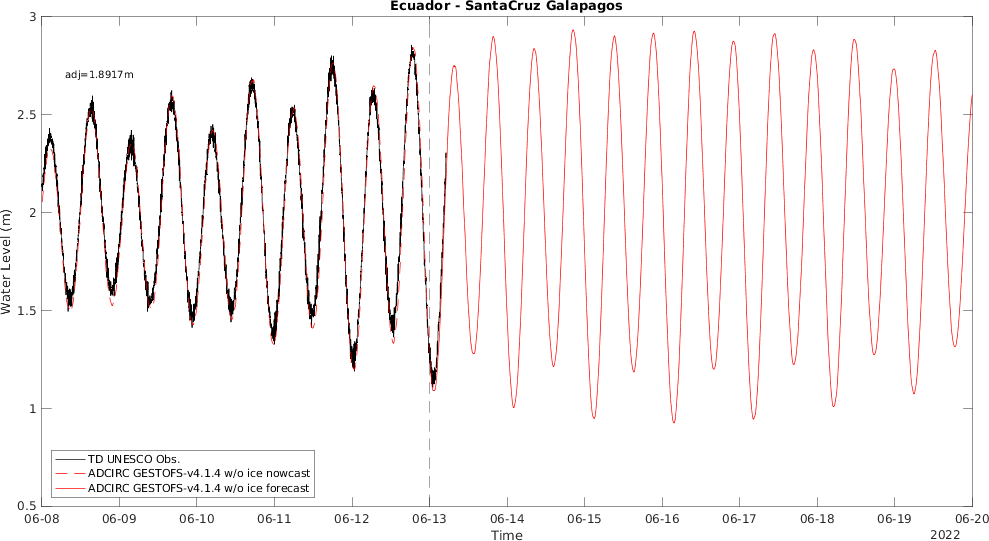 Ecuador - SantaCruz Galapagos
3
adj=1.8917m
2.5
2
Water Level (m)
1.5
1
TD UNESCO Obs.
ADCIRC GESTOFS-v4.1.4 w/o ice nowcast
ADCIRC GESTOFS-v4.1.4 w/o ice forecast
0.5
06-08 06-09 06-10 06-11 06-12 06-13 06-14 06-15 06-16 06-17 06-18 06-19 06-20
Time
2022